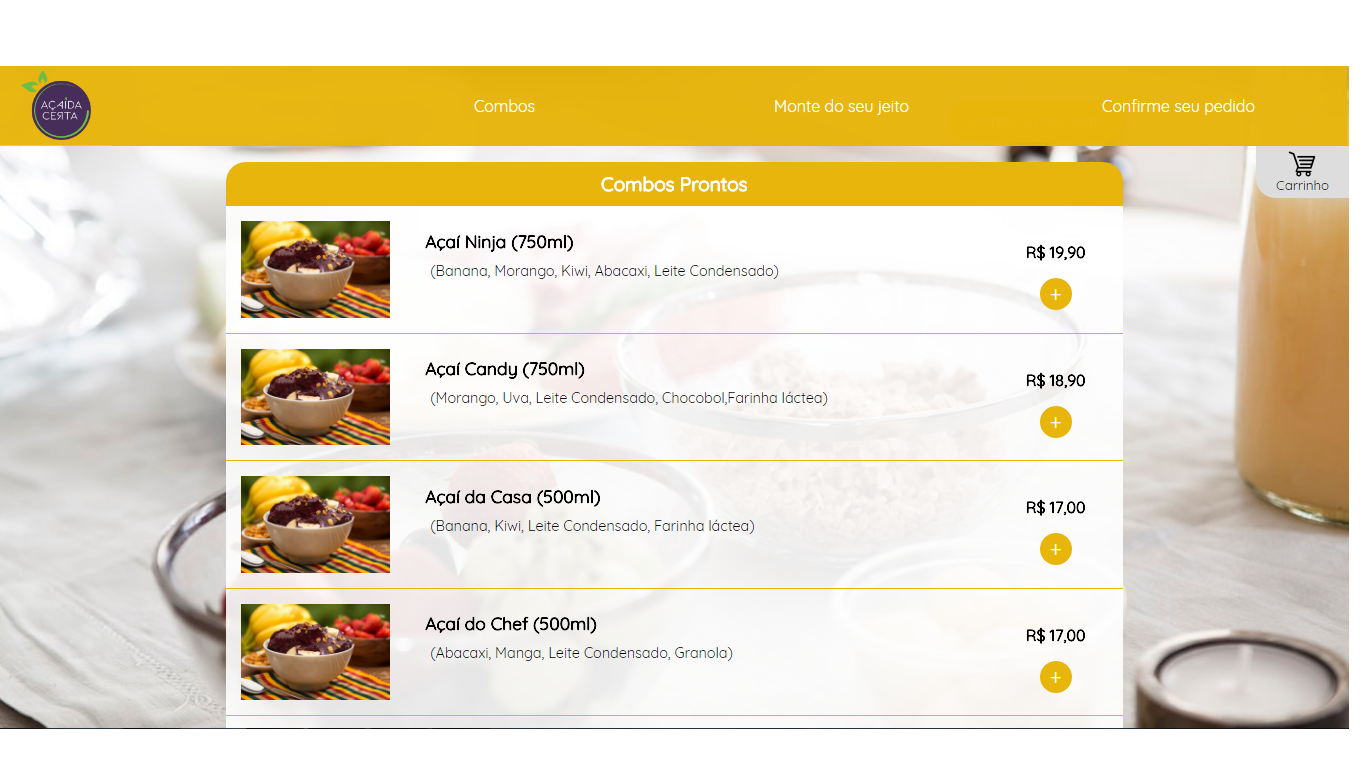 AÇAÍDA
CERTA
Combos
Monte do seu jeito
Confirme seu pedido
Carrinho
Combos Prontos
Açaí Ninja (750ml)
(Banana, Morango, Kiwi, Abacaxi, Leite Condensado)
R$ 19,90
+
Açaí Candy (750ml)
(Morango, Uva, Leite Condensado, Chocobol,Farinha láctea)
R$ 18,90
+
Açaí da Casa (500ml)
(Banana, Kiwi, Leite Condensado, Farinha láctea)
R$ 17,00
+
Açaí do Chef (500ml)
(Abacaxi, Manga, Leite Condensado, Granola)
R$ 17,00
+